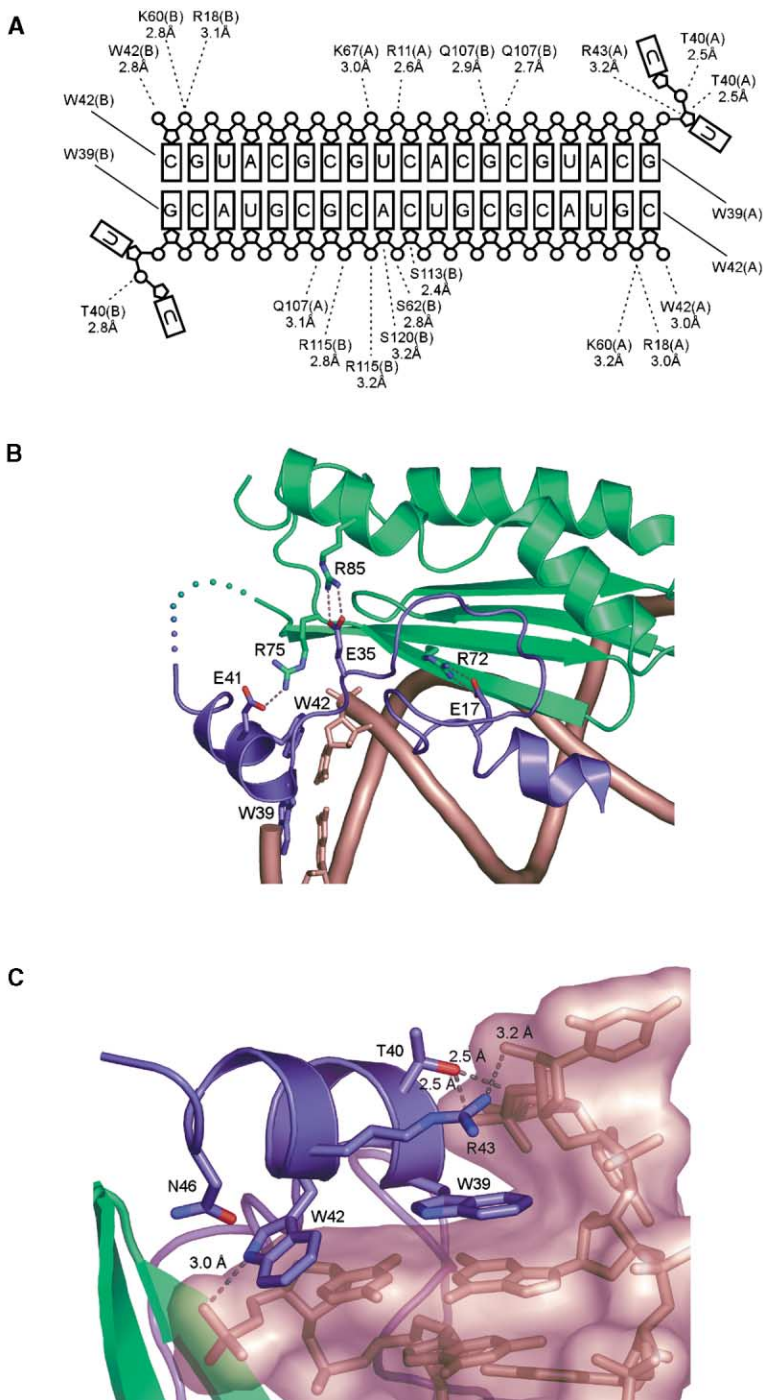 A
K60(B) R18(B)
2.8Å 3.1Å
W42(B)
2.8Å
K67(A) R11(A) Q107(B) Q107(B)
3.0Å 2.6Å 2.9Å 2.7Å
R43(A)
3.2Å
T40(A)
2.5Å
T40(A)
2.5Å
U
U
W42(B)
W39(B)
C G U A C G C G U C A C G C G U A C G
G C A U G C G C A C U G C G C A U G C
W39(A)
W42(A)
U
U
T40(B)
2.8Å
Q107(A)
3.1Å
R115(B)
2.8Å
R115(B)
3.2Å
S120(B)
3.2Å
S62(B)
2.8Å
S113(B)
2.4Å
K60(A) R18(A)
3.2Å 3.0Å
W42(A)
3.0Å
B
R85
R75
E35
R72
E41
W42
E17
W39
C
T40
3.2 Å
2.5 Å
2.5 Å
R43
N46
W39
W42
3.0 Å